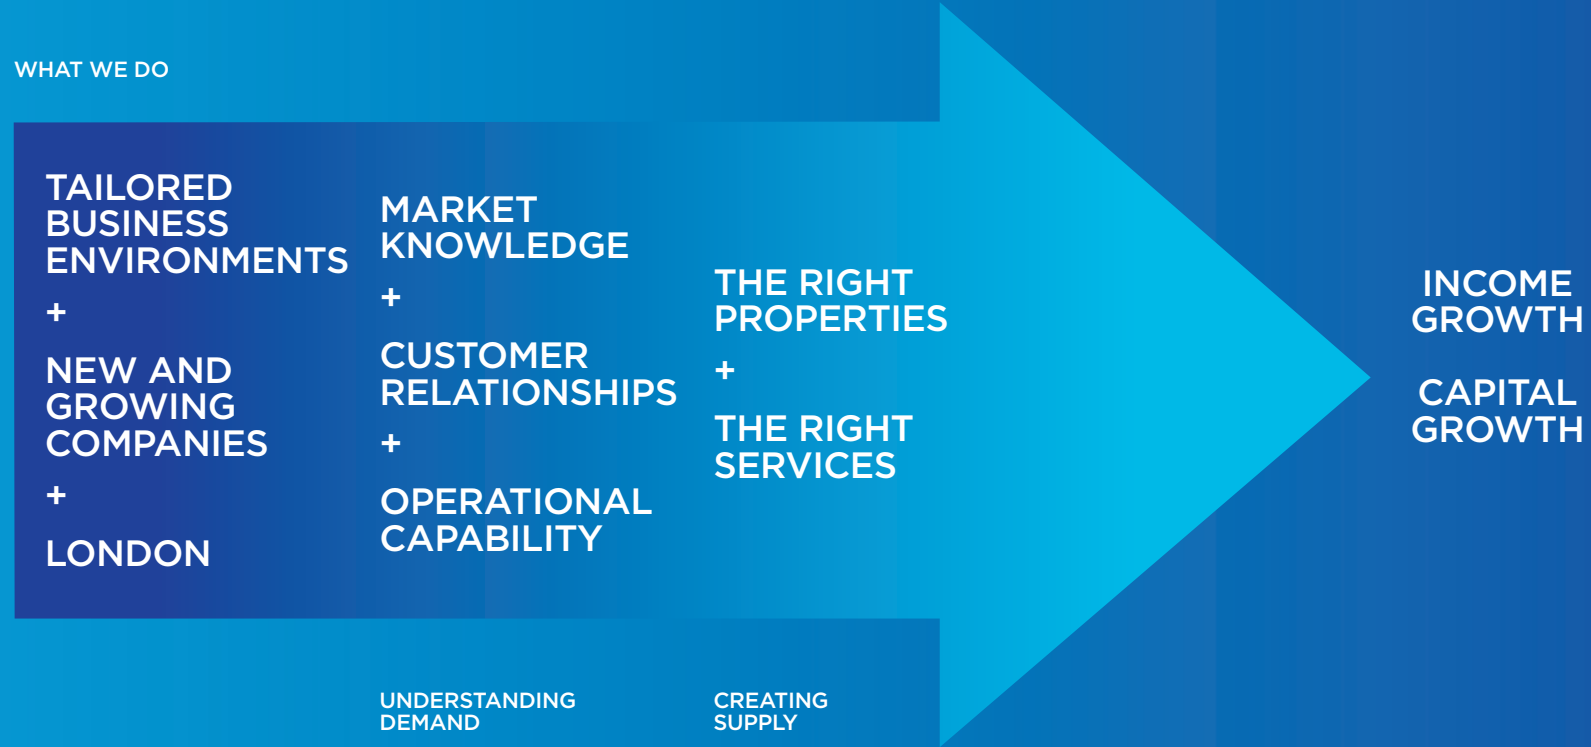 WHAT WE DO
TAILORED
BUSINESS
ENVIRONMENTS
+
NEW AND
GROWING
COMPANIES
+
LONDON
MARKET
KNOWLEDGE
+
CUSTOMER
RELATIONSHIPS
+
OPERATIONAL
CAPABILITY
UNDERSTANDING
DEMAND
THE RIGHT
PROPERTIES
+
THE RIGHT
SERVICES
CREATING
SUPPLY
INCOME
GROWTH
CAPITAL
GROWTH